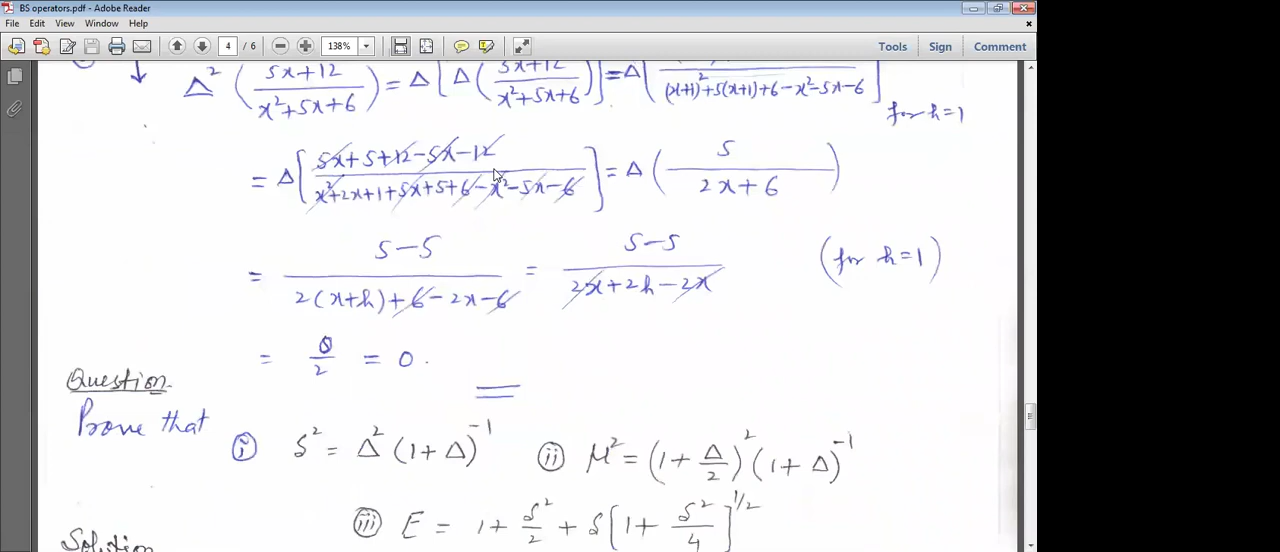 BS operators.pdf - Adobe Reader
File Edit View Window Help
4 / 6 138% Tools Sign Comment
Δ² (5x+12 / x²+5x+6) = Δ [Δ (5x+12 / x²+5x+6)] = Δ [ / (x+1)²+5(x+1)+6-x²-5x-6]
for h=1
= Δ [5x+5+12-5x-12 / x²+2x+1+5x+5+6-x²-5x-6] = Δ (5 / 2x+6)
= 5-5 / 2(x+h)+6-2x-6 = 5-5 / 2x+2h-2x (for h=1)
= 0/2 = 0.
Question
Prove that
(i) δ² = Δ² (1+Δ)⁻¹ (ii) μ² = (1+Δ/2)² (1+Δ)⁻¹
(iii) E = 1+δ²/2+δ[1+δ²/4]^1/2
Solution